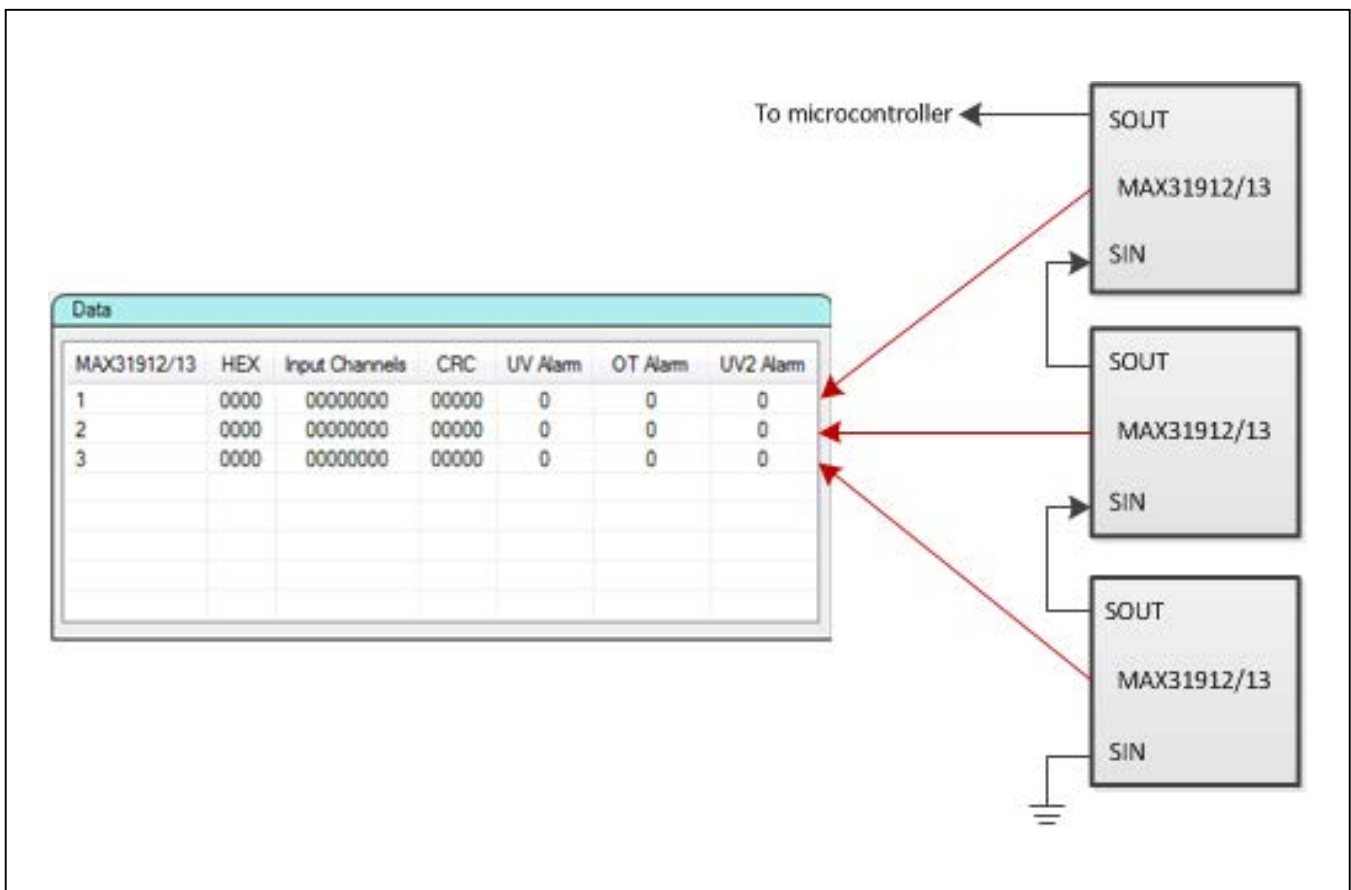 To microcontroller
SOUT
MAX31912/13
SIN
Data
MAX31912/13 HEX Input Channels CRC UV Alarm OT Alarm UV2 Alarm
1 0000 00000000 00000 0 0 0
2 0000 00000000 00000 0 0 0
3 0000 00000000 00000 0 0 0
SOUT
MAX31912/13
SIN
SOUT
MAX31912/13
SIN